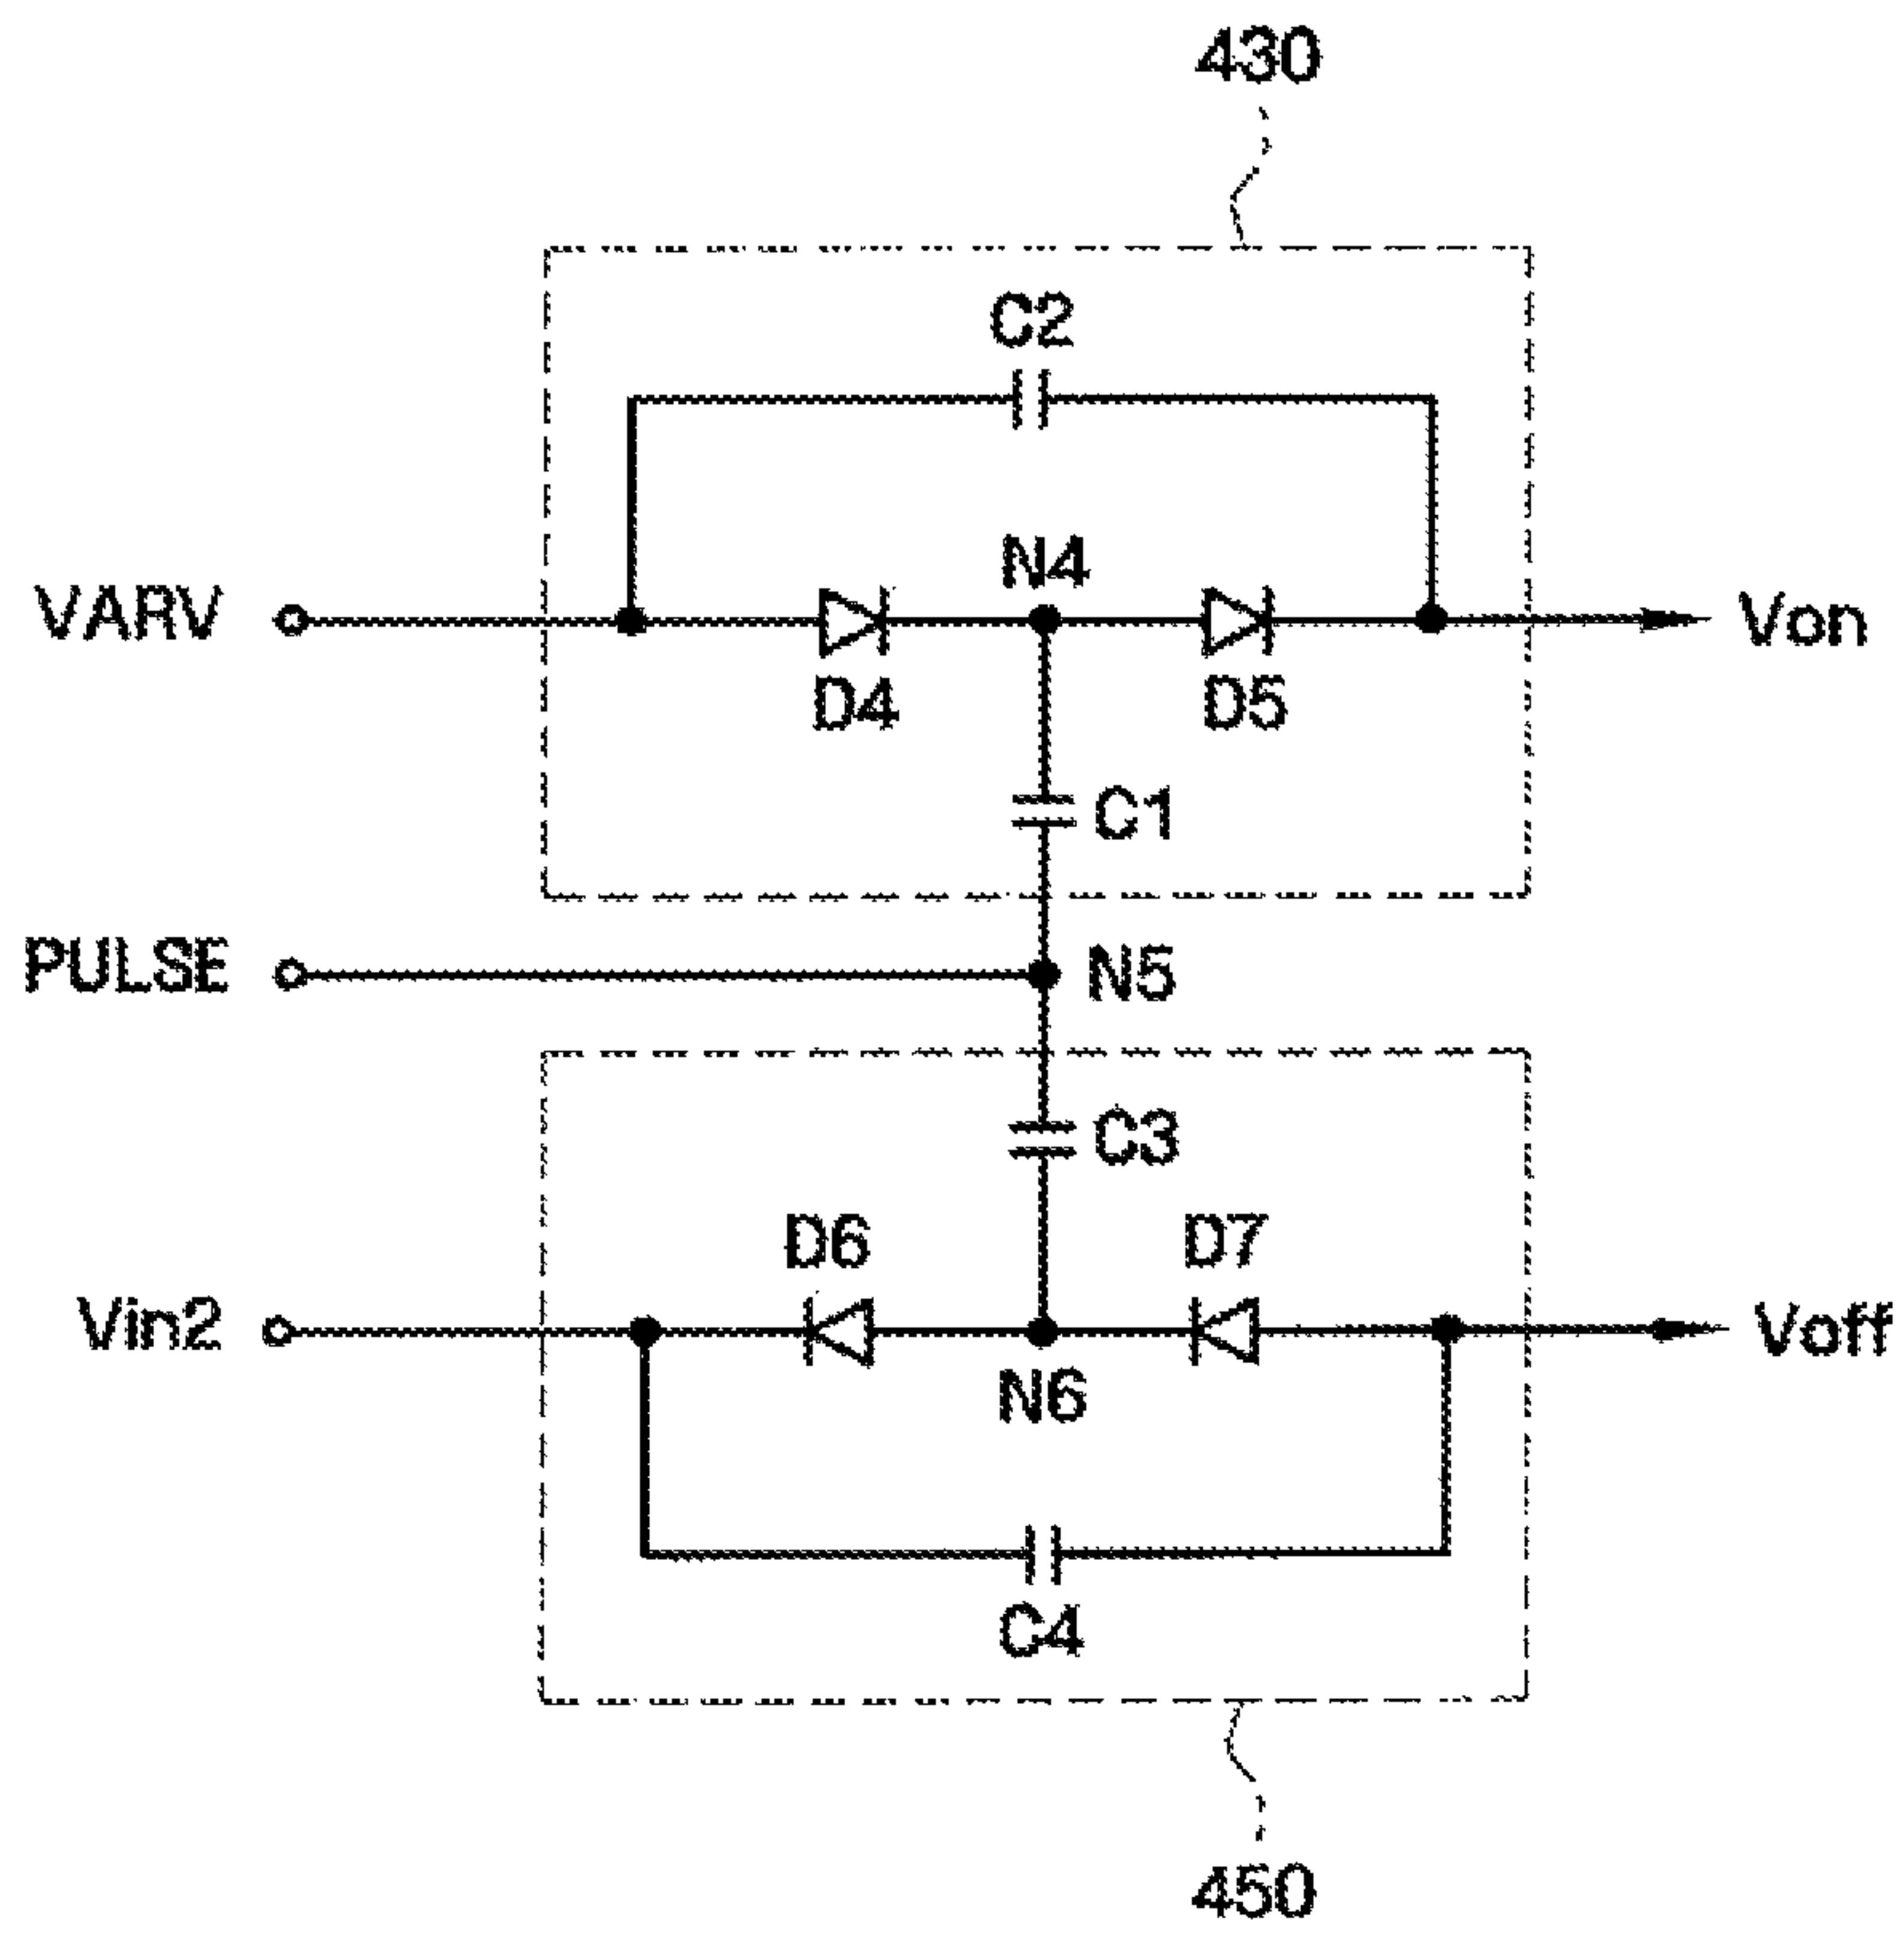 430
C2
N4
VARV
Von
D4
D5
C1
PULSE
N5
C3
D6
D7
Vin2
Voff
N6
C4
450